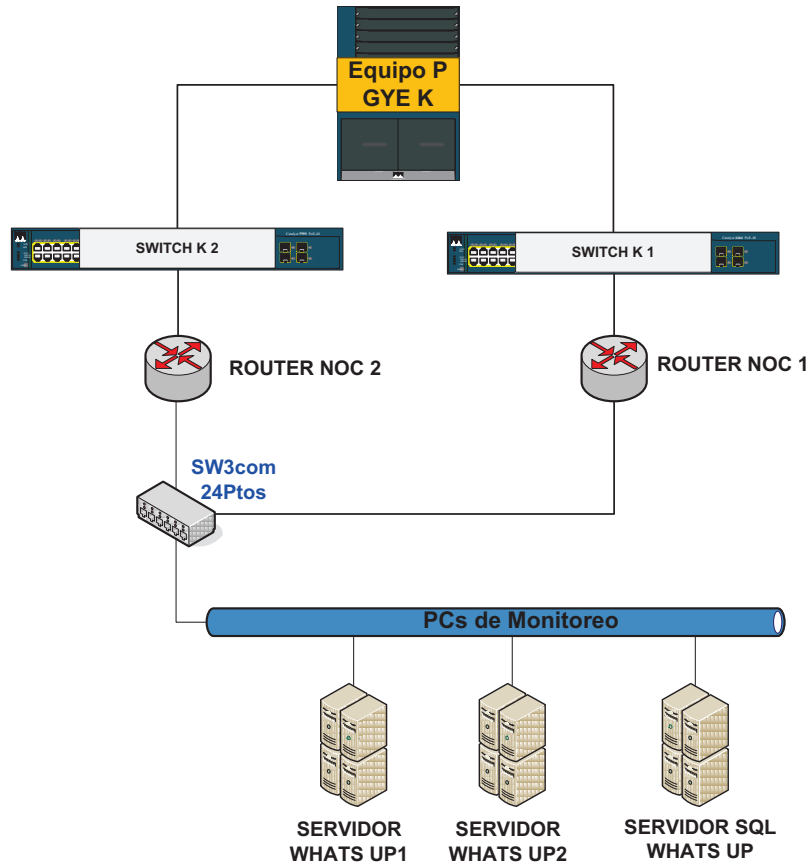 Equipo P
GYE K
SWITCH K 2
SWITCH K 1
ROUTER NOC 2
ROUTER NOC 1
SW3com
24Ptos
PCs de Monitoreo
SERVIDOR
WHATS UP1
SERVIDOR
WHATS UP2
SERVIDOR SQL
WHATS UP